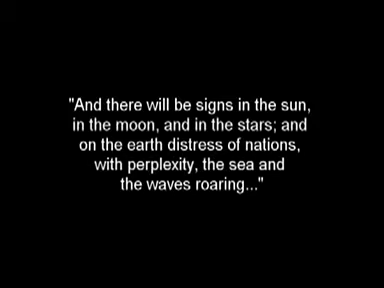 "And there will be signs in the sun,
in the moon, and in the stars; and
on the earth distress of nations,
with perplexity, the sea and
the waves roaring..."